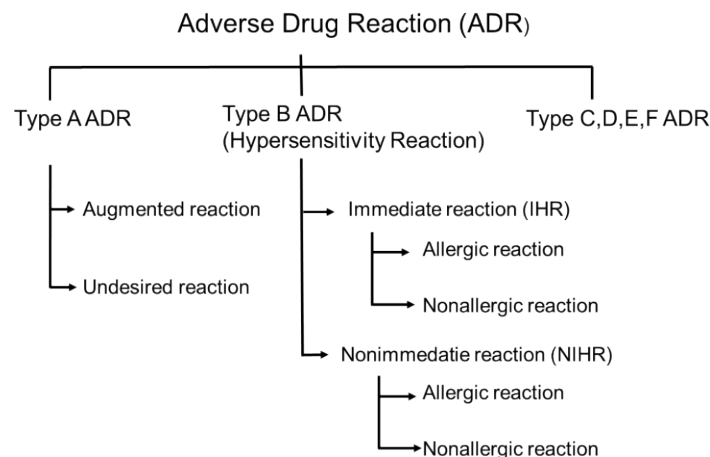 Adverse Drug Reaction (ADR)
Type A ADR
Type B ADR
(Hypersensitivity Reaction)
Type C,D,E,F ADR
Augmented reaction
Undesired reaction
Immediate reaction (IHR)
Allergic reaction
Nonallergic reaction
Nonimmedatie reaction (NIHR)
Allergic reaction
Nonallergic reaction